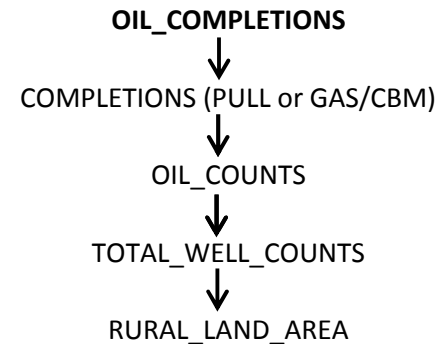 OIL_COMPLETIONS
COMPLETIONS (PULL or GAS/CBM)
OIL_COUNTS
TOTAL_WELL_COUNTS
RURAL_LAND_AREA